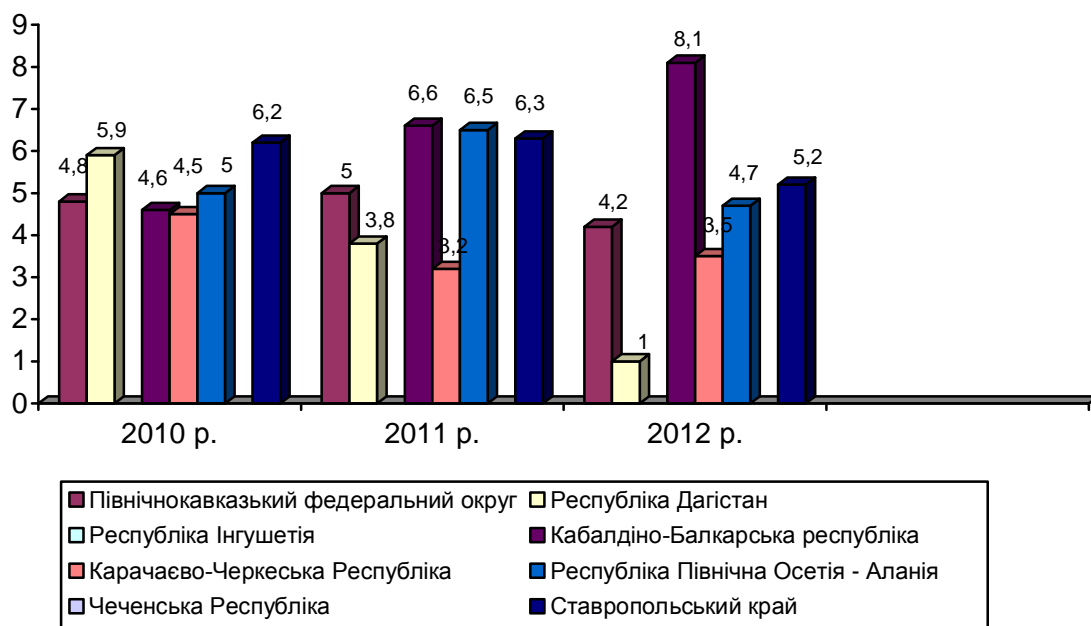 9
8
7
6
5
4
3
2
1
0
4,8
5,9
4,6
4,5
5
6,2
5
3,8
6,6
3,2
6,5
6,3
4,2
1
8,1
3,5
4,7
5,2
2010 р.
2011 р.
2012 р.
Північнокавказький федеральний округ
Республіка Дагістан
Республіка Інгушетія
Кабалдіно-Балкарська республіка
Карачаєво-Черкеська Республіка
Республіка Північна Осетія - Аланія
Чеченська Республіка
Ставропольський край